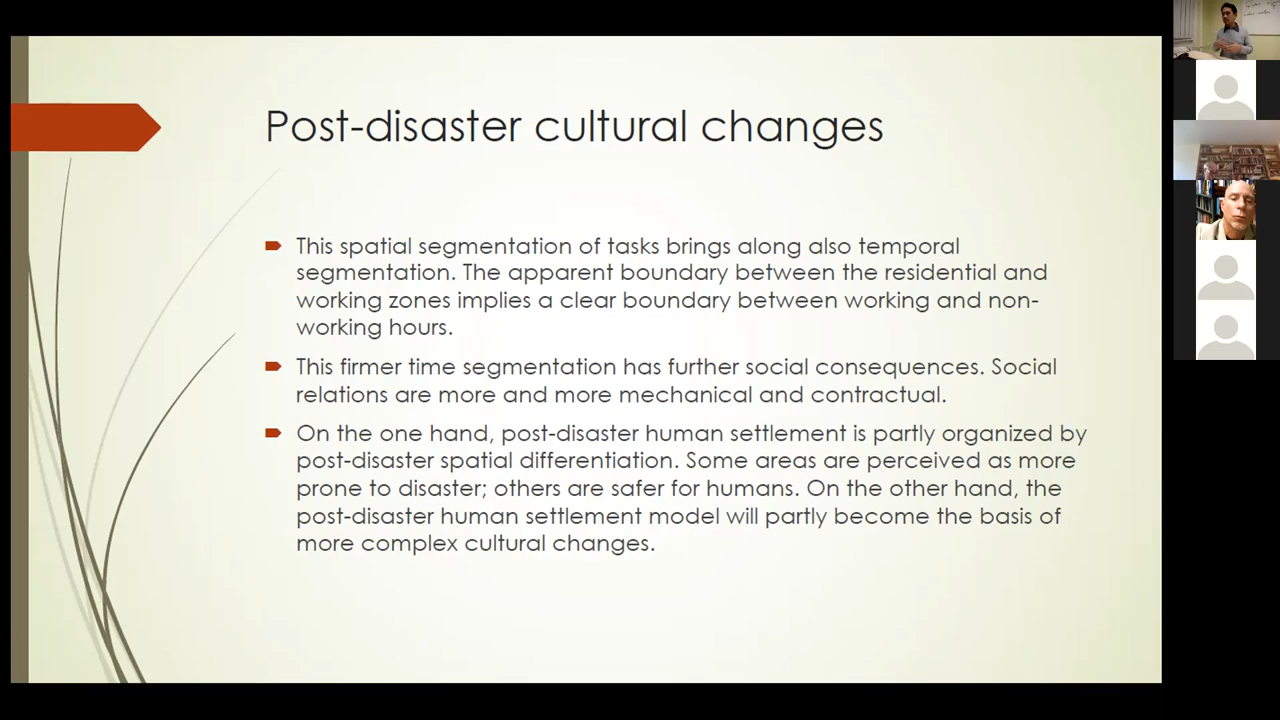 Post-disaster cultural changes
This spatial segmentation of tasks brings along also temporal
segmentation. The apparent boundary between the residential and
working zones implies a clear boundary between working and non-
working hours.
This firmer time segmentation has further social consequences. Social
relations are more and more mechanical and contractual.
On the one hand, post-disaster human settlement is partly organized by
post-disaster spatial differentiation. Some areas are perceived as more
prone to disaster; others are safer for humans. On the other hand, the
post-disaster human settlement model will partly become the basis of
more complex cultural changes.